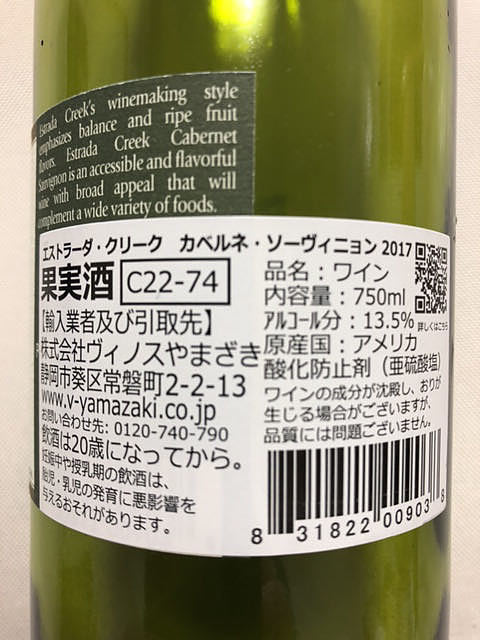 Estrada Creek's winemaking style
emphasizes balance and ripe fruit
flavors. Estrada Creek Cabernet
Sauvignon is an accessible and flavorful
wine with broad appeal that will
complement a wide variety of foods.
エストラーダ・クリーク カベルネ・ソーヴィニヨン 2017
果実酒 C22-74
【輸入業者及び引取先】
株式会社ヴィノスやまざき
静岡市葵区常磐町2-2-13
www.v-yamazaki.co.jp
お問い合わせ先: 0120-740-790
飲酒は20歳になってから。
妊娠中や授乳期の飲酒は、
胎児・乳児の発育に悪影響を
与えるおそれがあります。
品名：ワイン
内容量：750ml
アルコール分：13.5%
原産国：アメリカ
酸化防止剤（亜硫酸塩）
ワインの成分が沈殿し、おりが
生じる場合がございますが、
品質には問題ございません。
詳しくはこちら
8 31822 00903 8